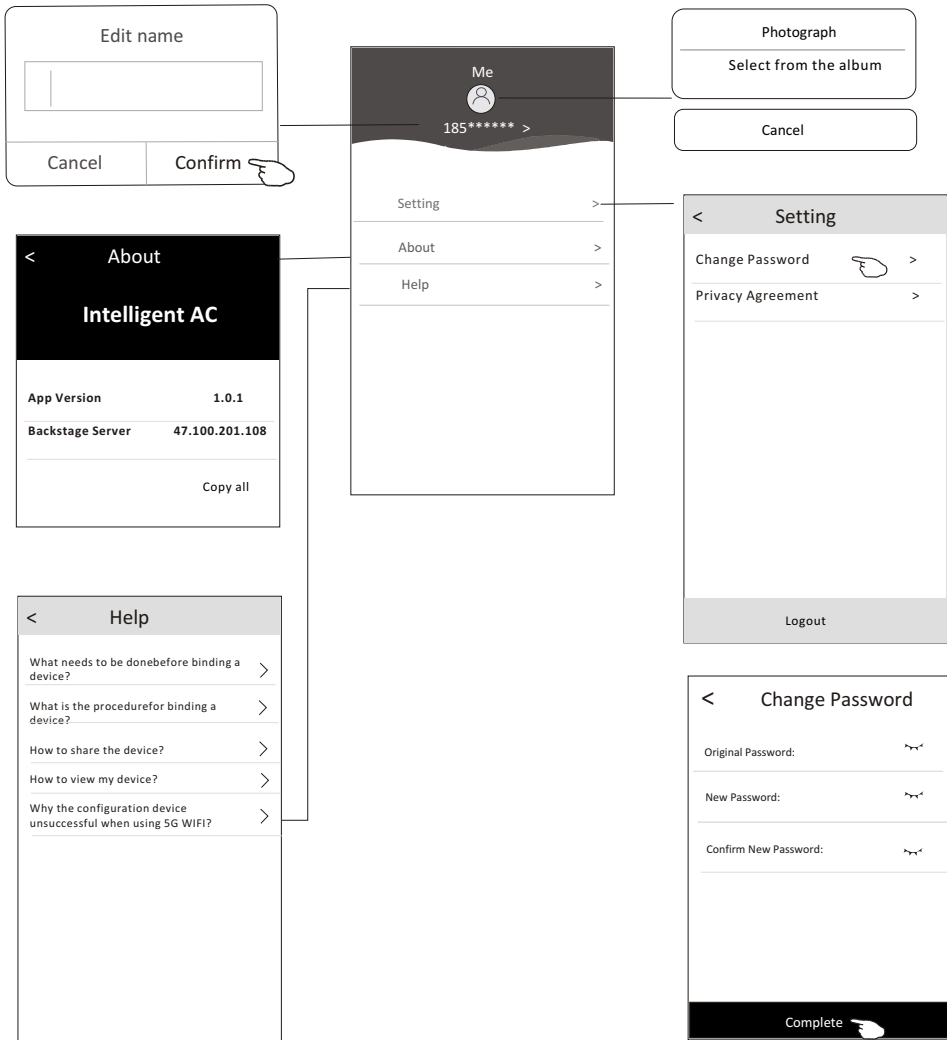 Edit name
Cancel
Confirm
Me
185****** >
Setting >
About >
Help >
Photograph
Select from the album
Cancel
< About
Intelligent AC
App Version 1.0.1
Backstage Server 47.100.201.108
Copy all
< Setting
Change Password >
Privacy Agreement >
Logout
< Help
What needs to be donebefore binding a
device?
What is the procedurefor binding a
device?
How to share the device?
How to view my device?
Why the configuration device
unsuccessful when using 5G WIFI?
< Change Password
Original Password:
New Password:
Confirm New Password:
Complete